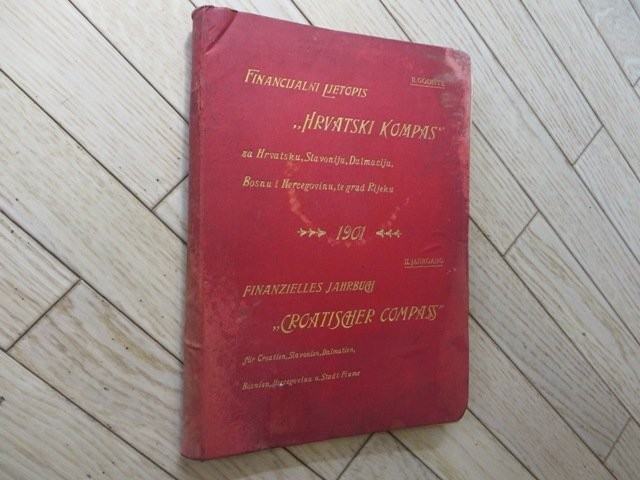 II. GODIŠTE
FINANCIJALNI LJETOPIS
„HRVATSKI KOMPAS"
za Hrvatsku, Slavoniju, Dalmaciju,
Bosnu i Hercegovinu, te grad Rijeku
1901
II. JAHRGANG
FINANZIELLES JAHRBUCH
„CROATISCHER COMPASS"
für Croatien, Slavonien, Dalmatien,
Bosnien, Hercegovina u. Stadt Fiume